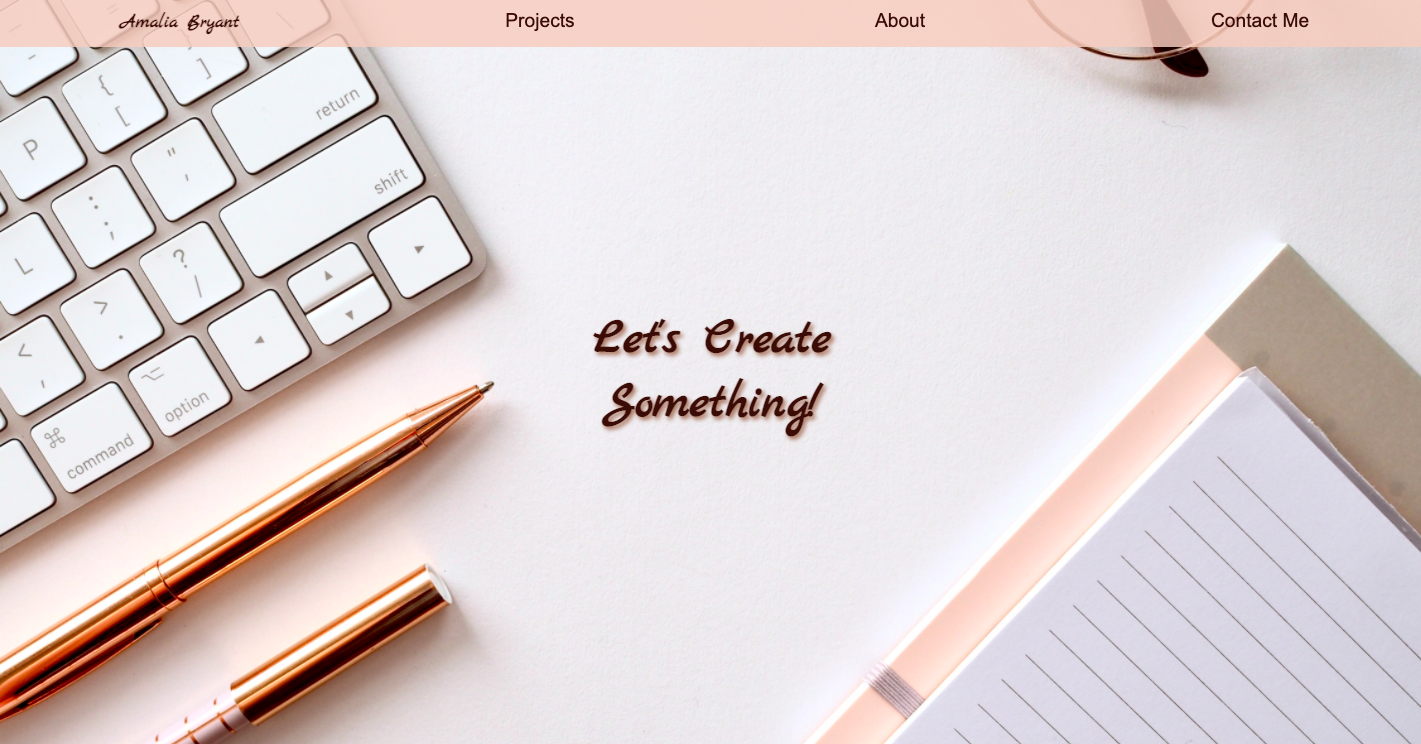 Amalia Bryant Projects About Contact Me
-
{ [
} ]
return
P
" ,
shift
: ;
L
? /
▲
►
> .
▼
◄
< ,
⌥
option
⌘
command
Let's Create
Something!